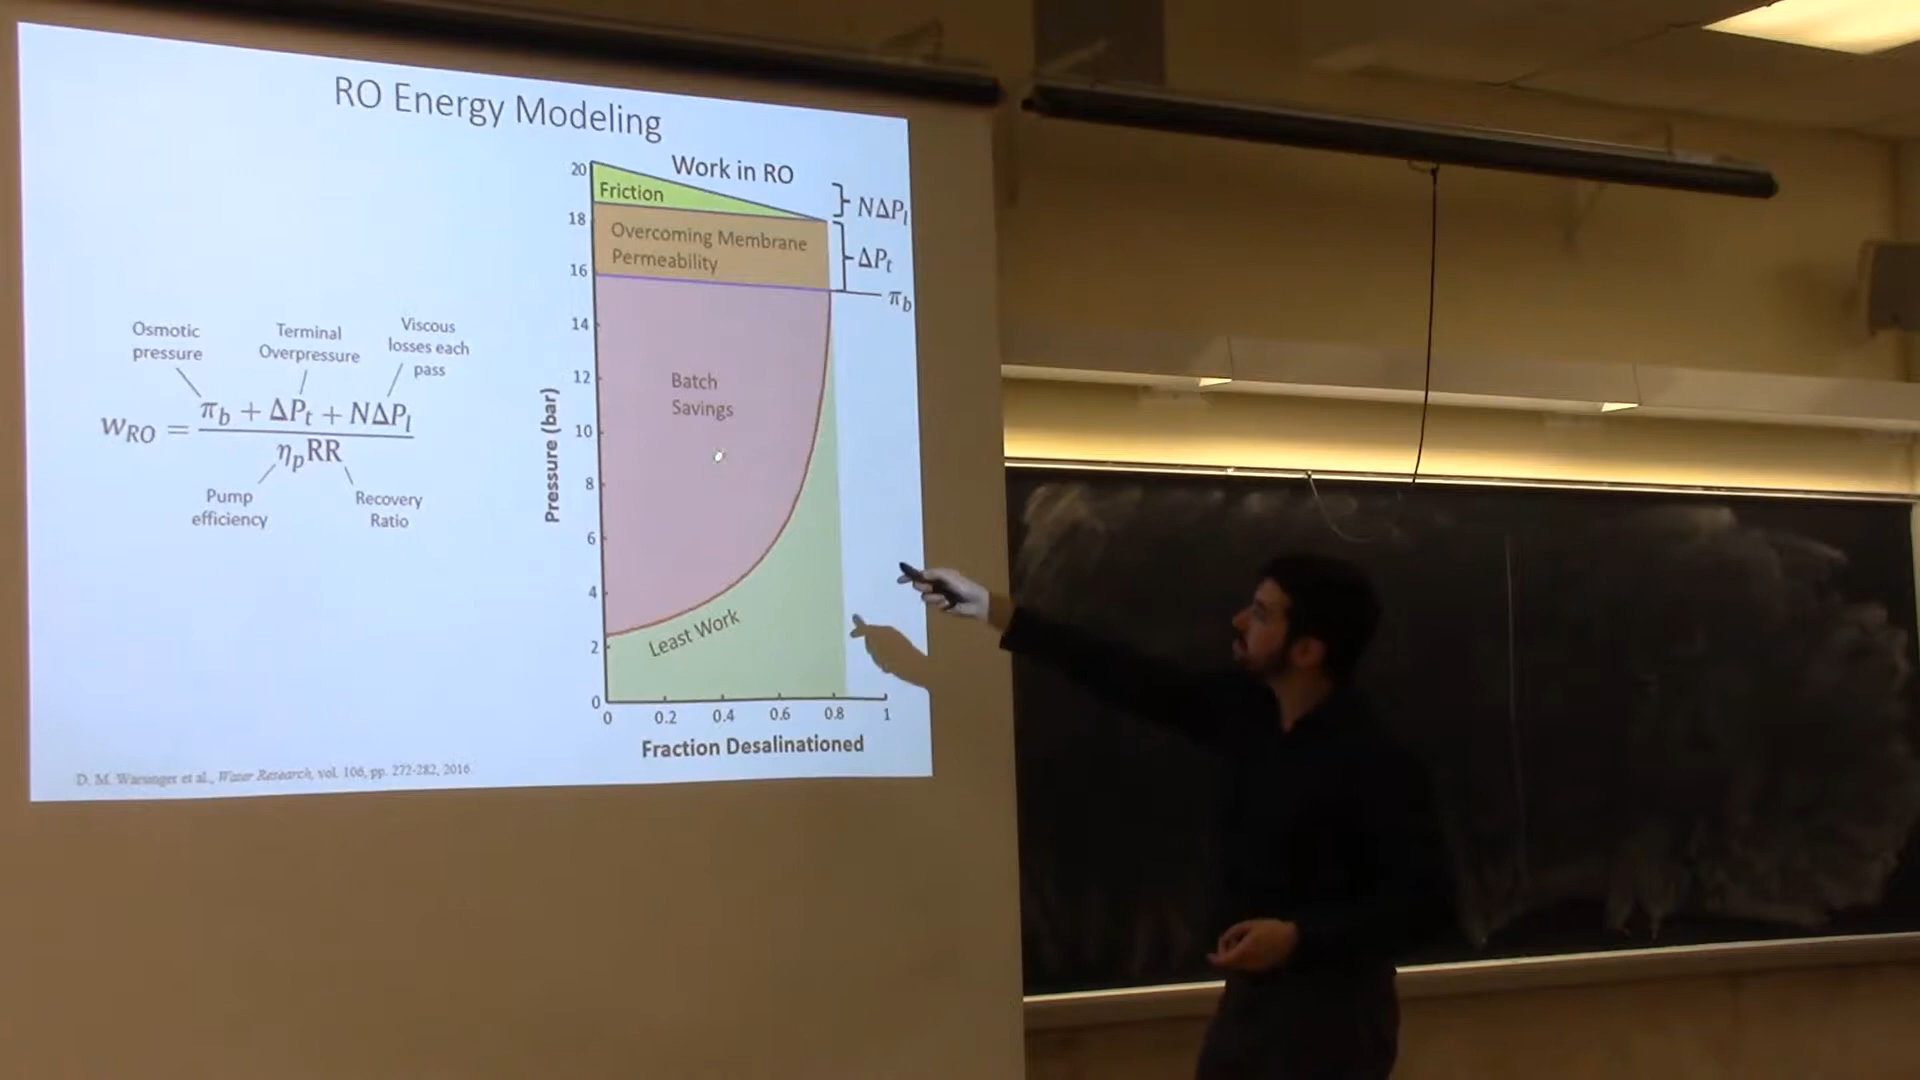 RO Energy Modeling
Osmotic
pressure
Terminal
Overpressure
Viscous
losses each
pass
w_RO = (π_b + ΔP_t + NΔP_l) / (η_p RR)
Pump
efficiency
Recovery
Ratio
Work in RO
Pressure (bar)
20
18
16
14
12
10
8
6
4
2
0
Friction
Overcoming Membrane
Permeability
Batch
Savings
Least Work
NΔP_l
ΔP_t
π_b
0 0.2 0.4 0.6 0.8 1
Fraction Desalinationed
D. M. Warsinger et al., Water Research, vol. 106, pp. 272-282, 2016